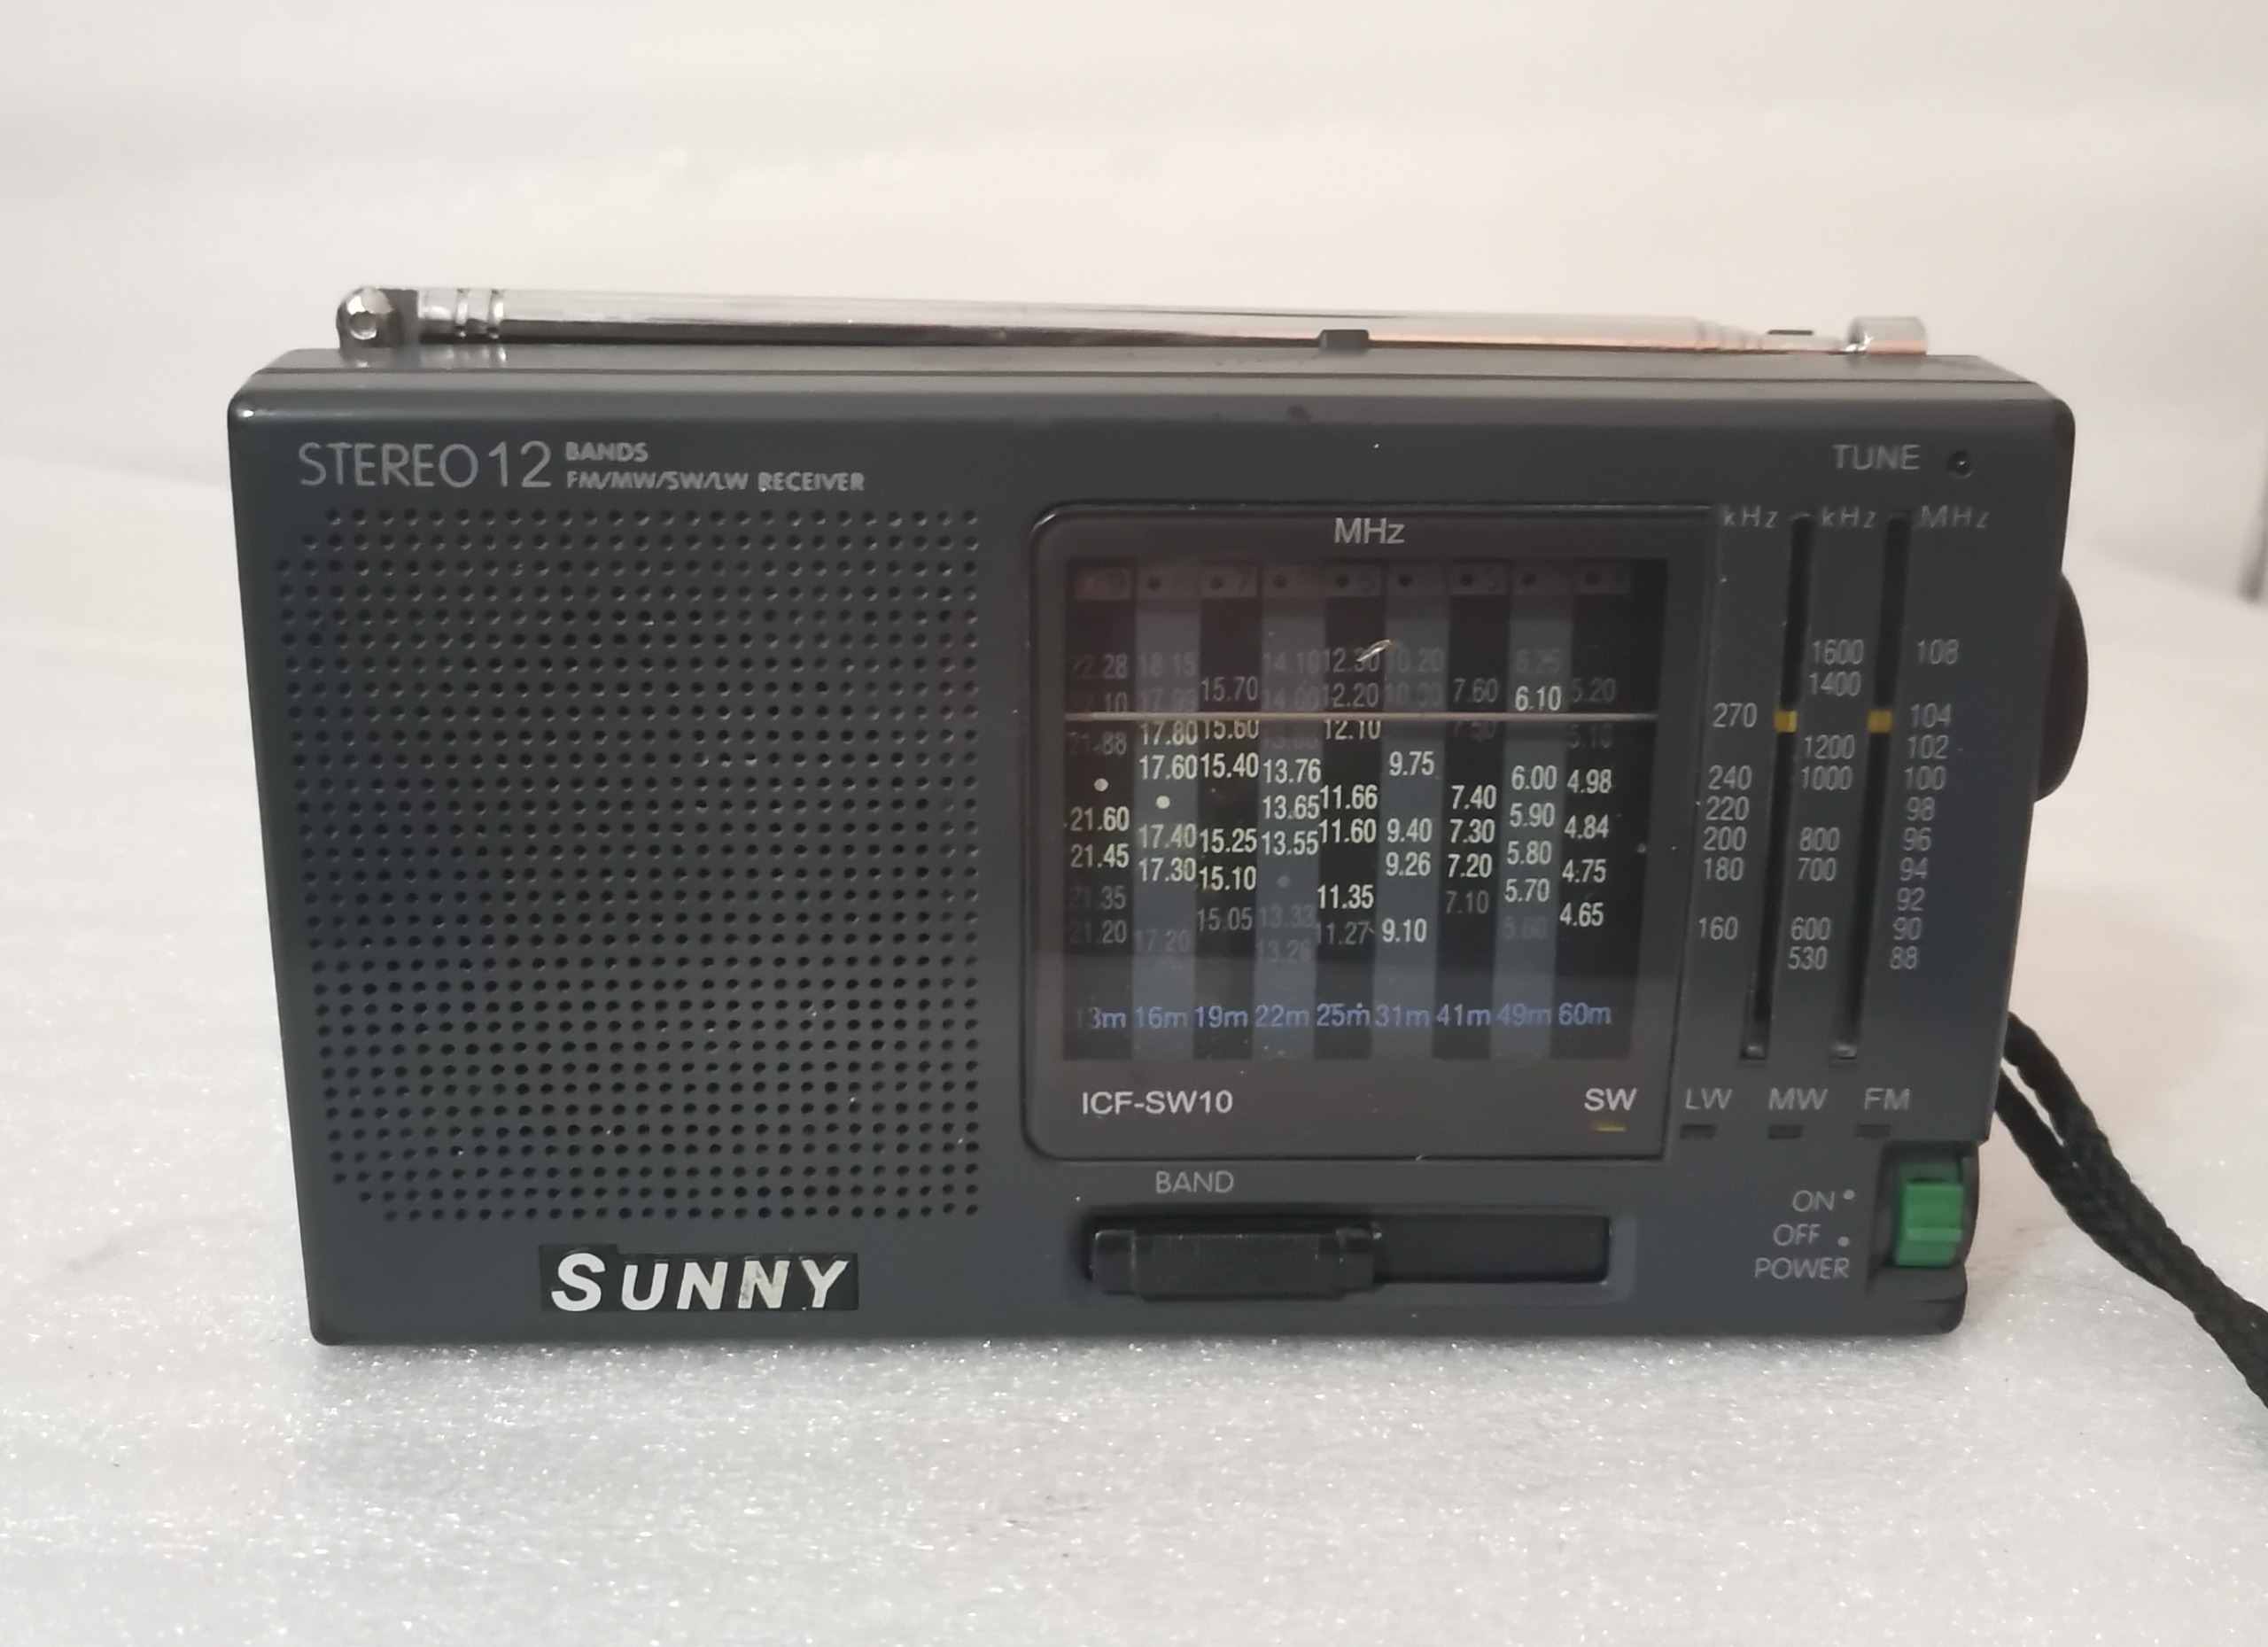 STEREO 12 BANDS
FM/MW/SW/LW RECEIVER
TUNE
MHz
kHz kHz MHz
22.28 18.15 14.10 12.30 10.20 6.25
22.10 17.99 15.70 14.00 12.20 7.60 6.10 5.20
21.88 17.80 15.60 12.10 7.50 5.10
17.60 15.40 13.76 9.75 6.00 4.98
21.60 13.65 11.66 7.40 5.90
17.40 15.25 13.55 11.60 9.40 7.30 4.84
21.45 17.30 15.10 9.26 7.20 5.80 4.75
21.35 11.35 7.10 5.70
21.20 17.20 15.05 13.33 11.27 9.10 5.60 4.65
13.26
13m 16m 19m 22m 25m 31m 41m 49m 60m
1600 108
1400
270 104
1200 102
240 1000 100
220 98
200 800 96
180 700 94
92
160 600 90
530 88
ICF-SW10 SW LW MW FM
BAND
ON
OFF
POWER
SUNNY